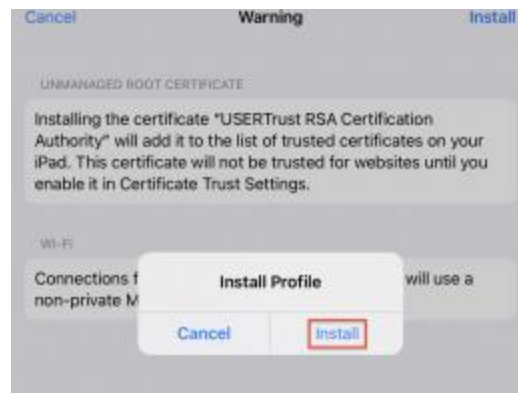 Cancel Warning Install
UNMANAGED ROOT CERTIFICATE
Installing the certificate "USERTrust RSA Certification
Authority" will add it to the list of trusted certificates on your
iPad. This certificate will not be trusted for websites until you
enable it in Certificate Trust Settings.
WI-FI
Connections f will use a
non-private M
Install Profile
Cancel Install